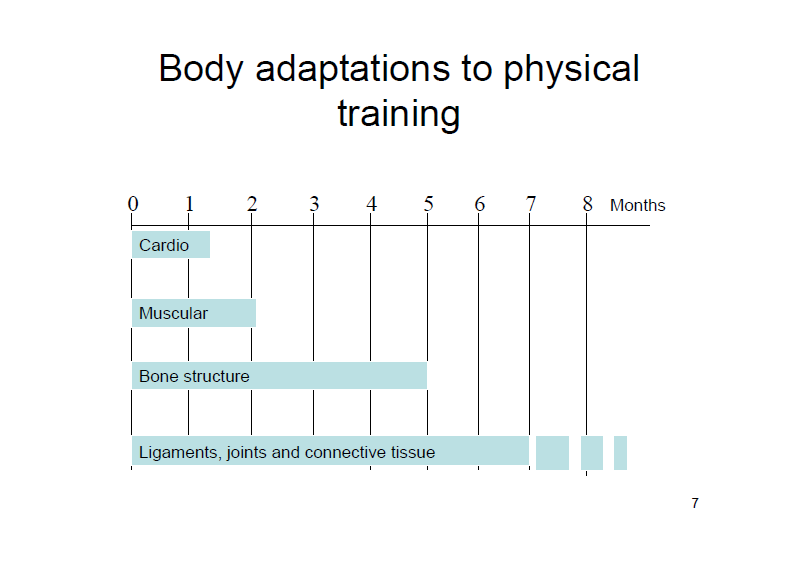 Body adaptations to physical
training
0 1 2 3 4 5 6 7 8 Months
Cardio
Muscular
Bone structure
Ligaments, joints and connective tissue
7